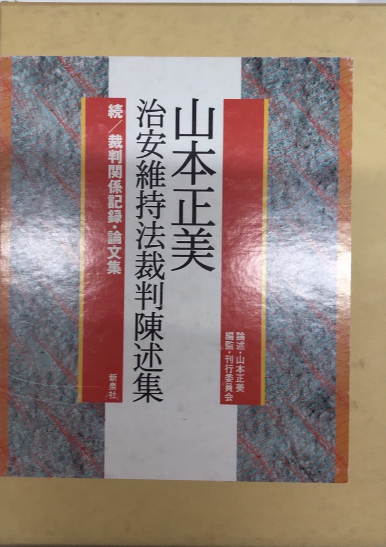 山本正美
治安維持法裁判陳述集
続／裁判関係記録・論文集
論述・山本正美
編監・刊行委員会
新泉社